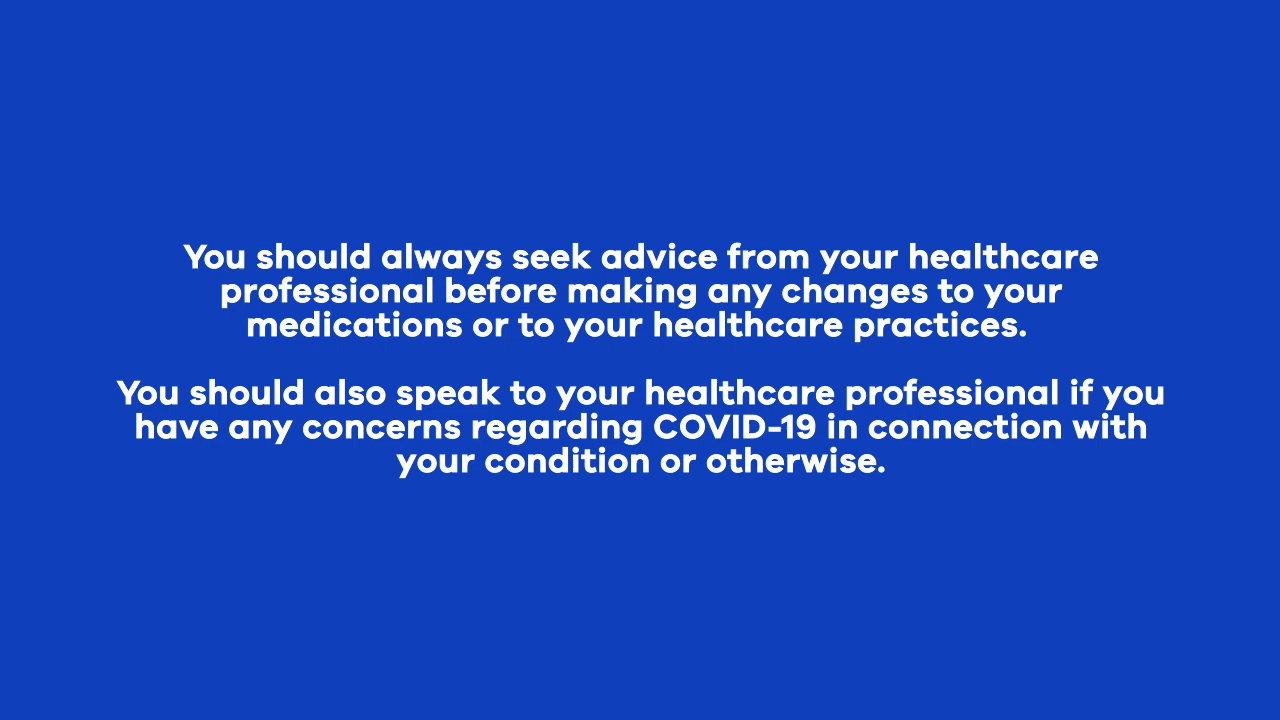 You should always seek advice from your healthcare
professional before making any changes to your
medications or to your healthcare practices.
You should also speak to your healthcare professional if you
have any concerns regarding COVID-19 in connection with
your condition or otherwise.